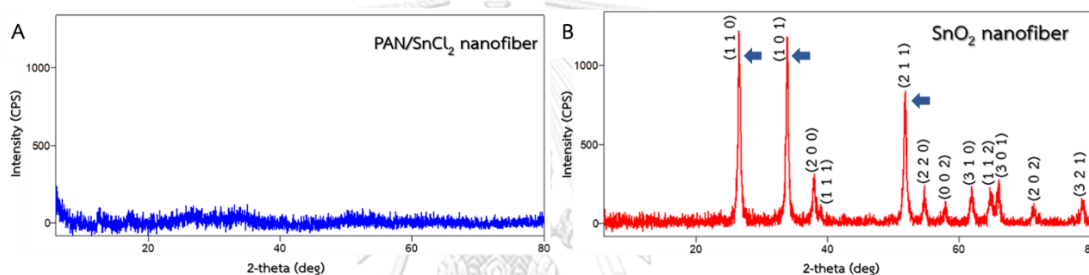 A
PAN/SnCl₂ nanofiber
Intensity (CPS)
1000
500
0
20
40
60
80
2-theta (deg)
B
SnO₂ nanofiber
Intensity (CPS)
1000
500
0
(1 1 0)
(1 0 1)
(2 0 0)
(1 1 1)
(2 1 1)
(2 2 0)
(0 0 2)
(3 1 0)
(1 1 2)
(3 0 1)
(2 0 2)
(3 2 1)
20
40
60
80
2-theta (deg)